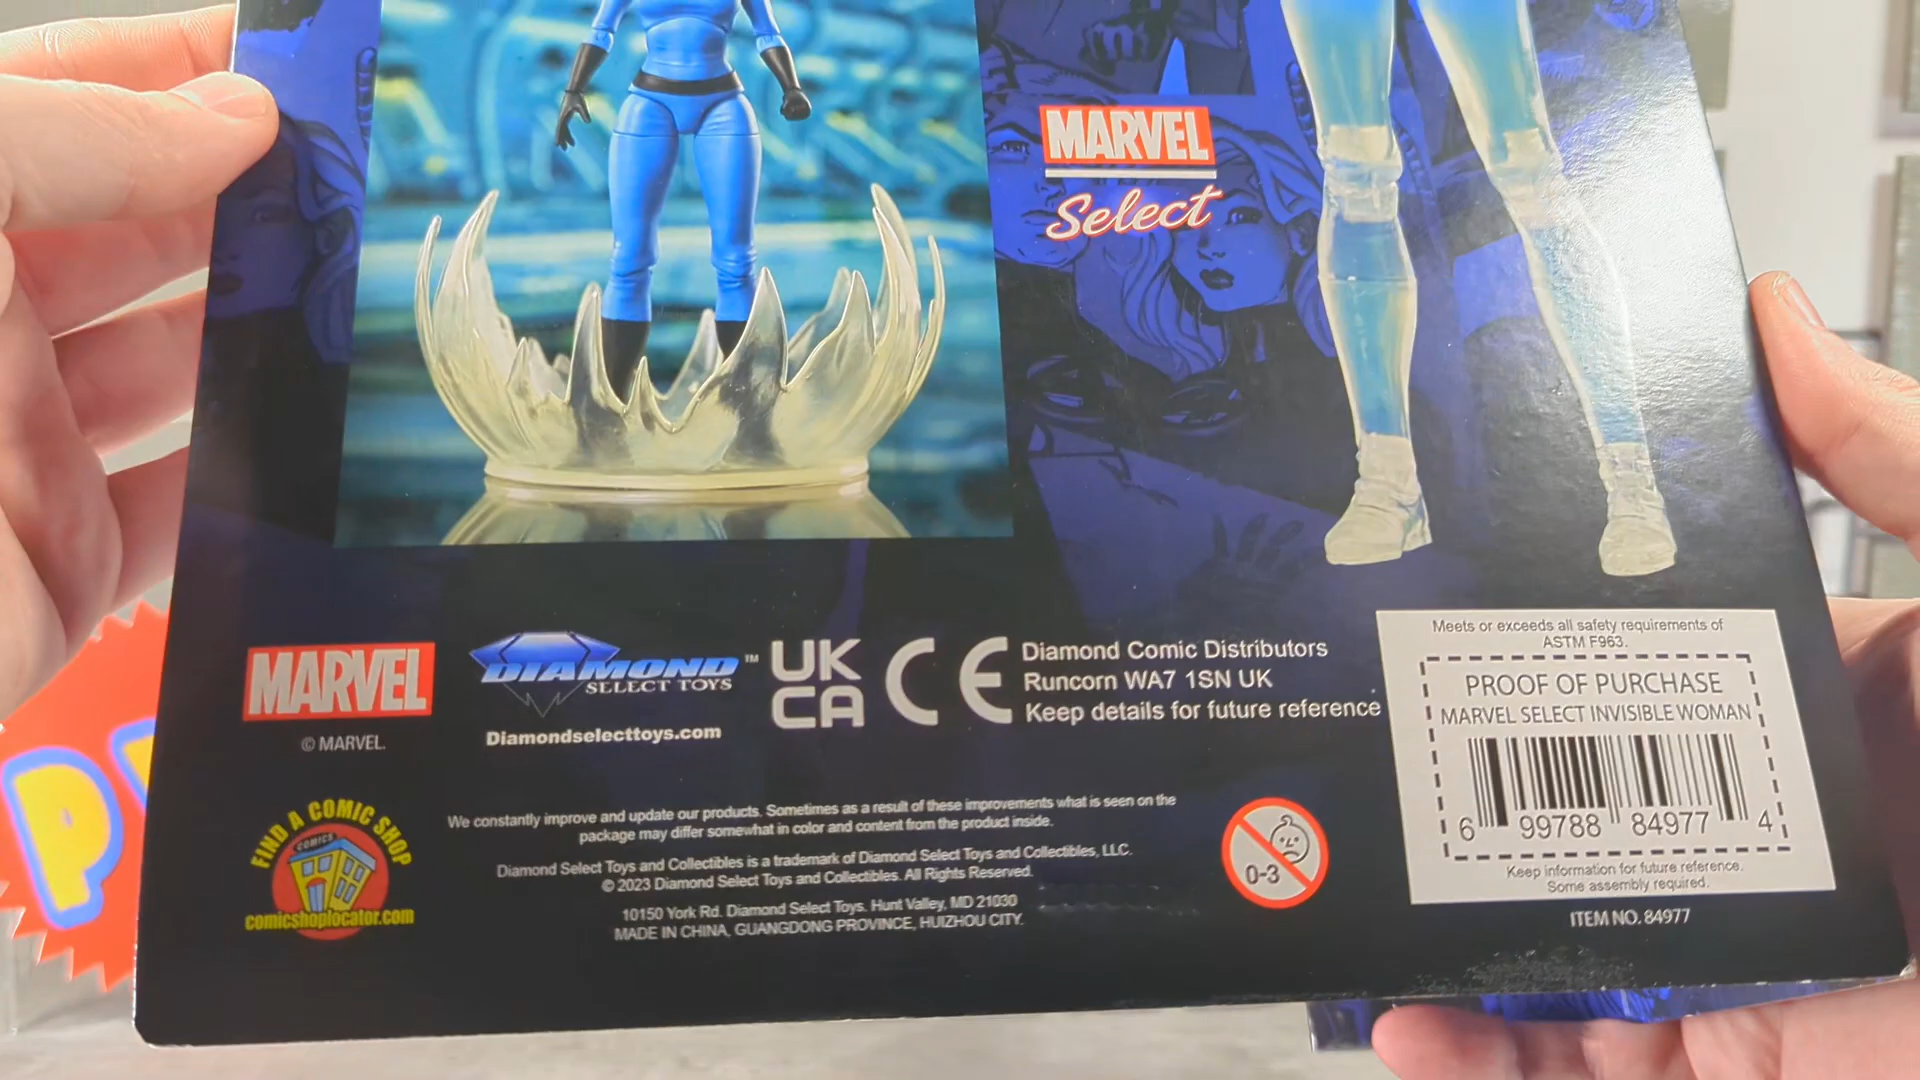 MARVEL
Select
MARVEL
© MARVEL.
DIAMOND™
SELECT TOYS
Diamondselecttoys.com
UK
CA
CE
Diamond Comic Distributors
Runcorn WA7 1SN UK
Keep details for future reference
Meets or exceeds all safety requirements of
ASTM F963.
PROOF OF PURCHASE
MARVEL SELECT INVISIBLE WOMAN
6 99788 84977 4
Keep information for future reference.
Some assembly required.
ITEM NO. 84977
FIND A COMIC SHOP
COMICS
comicshoplocator.com
We constantly improve and update our products. Sometimes as a result of these improvements what is seen on the
package may differ somewhat in color and content from the product inside.
Diamond Select Toys and Collectibles is a trademark of Diamond Select Toys and Collectibles, LLC.
© 2023 Diamond Select Toys and Collectibles. All Rights Reserved.
10150 York Rd. Diamond Select Toys. Hunt Valley, MD 21030
MADE IN CHINA, GUANGDONG PROVINCE, HUIZHOU CITY.
0-3
P